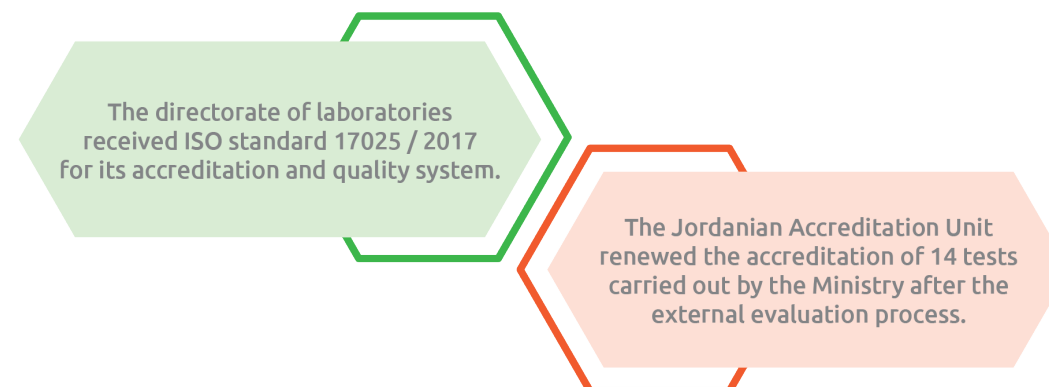 The directorate of laboratories
received ISO standard 17025 / 2017
for its accreditation and quality system.
The Jordanian Accreditation Unit
renewed the accreditation of 14 tests
carried out by the Ministry after the
external evaluation process.